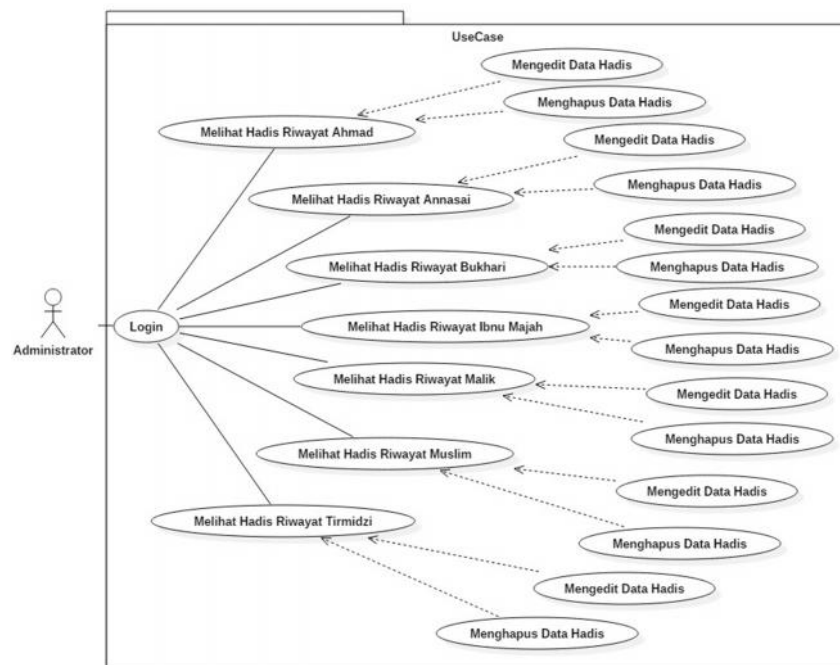 UseCase
Mengedit Data Hadis
Menghapus Data Hadis
Melihat Hadis Riwayat Ahmad
Mengedit Data Hadis
Menghapus Data Hadis
Melihat Hadis Riwayat Annasai
Mengedit Data Hadis
Menghapus Data Hadis
Melihat Hadis Riwayat Bukhari
Mengedit Data Hadis
Login
Melihat Hadis Riwayat Ibnu Majah
Administrator
Menghapus Data Hadis
Melihat Hadis Riwayat Malik
Mengedit Data Hadis
Menghapus Data Hadis
Melihat Hadis Riwayat Muslim
Mengedit Data Hadis
Melihat Hadis Riwayat Tirmidzi
Menghapus Data Hadis
Mengedit Data Hadis
Menghapus Data Hadis